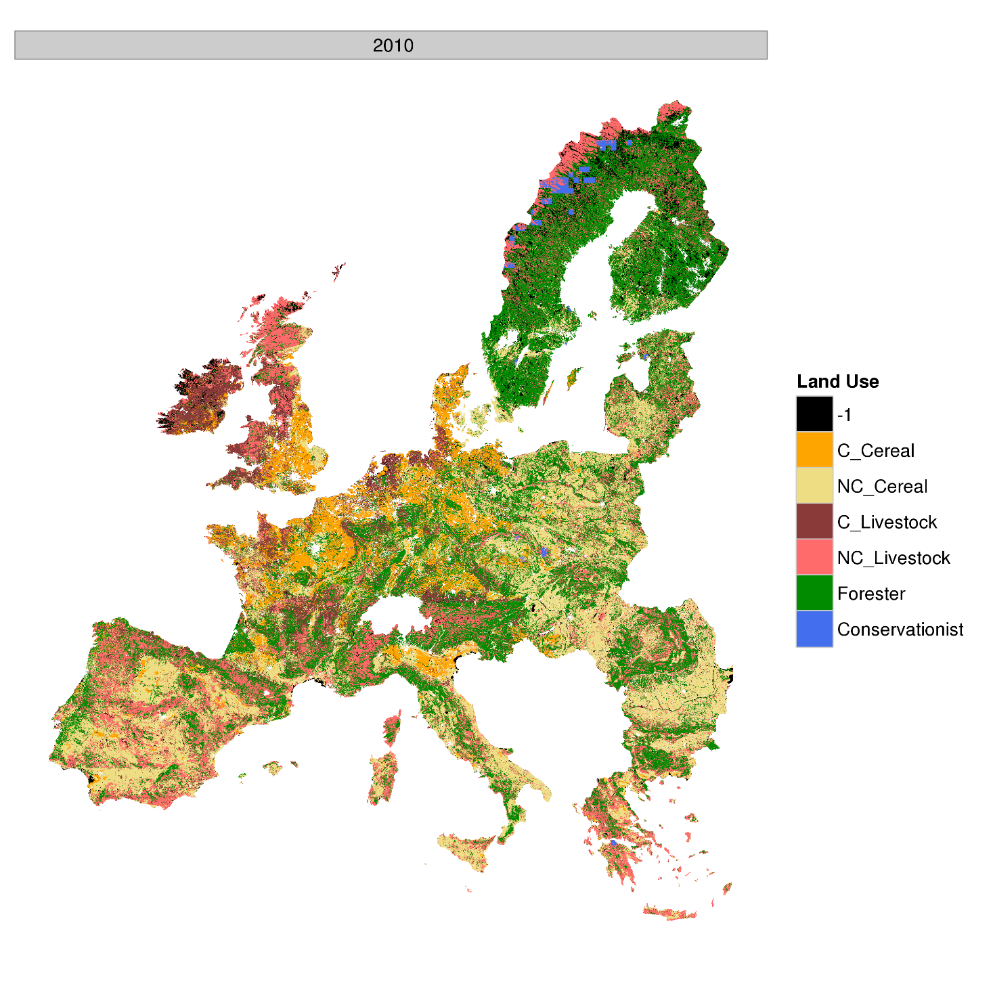 2010
Land Use
-1
C_Cereal
NC_Cereal
C_Livestock
NC_Livestock
Forester
Conservationist